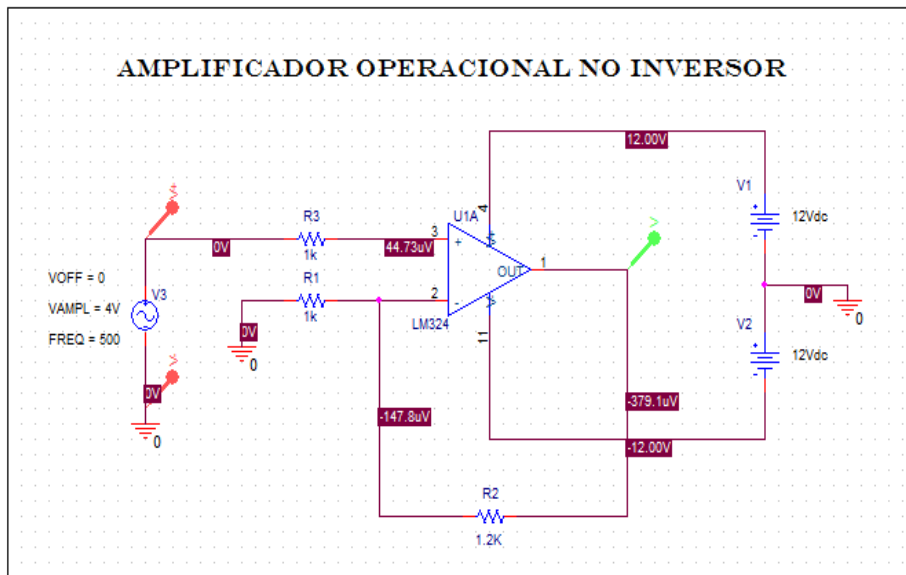 AMPLIFICADOR OPERACIONAL NO INVERSOR
12.00V
V1
12Vdc
U1A
4
R3
1k
0V
44.73uV
3
+
V+
OUT
1
V
V+
VOFF = 0
VAMPL = 4V
FREQ = 500
V3
R1
1k
2
-
V-
LM324
11
0V
0
0V
0
V2
12Vdc
V-
0V
0
-147.8uV
-379.1uV
-12.00V
R2
1.2K